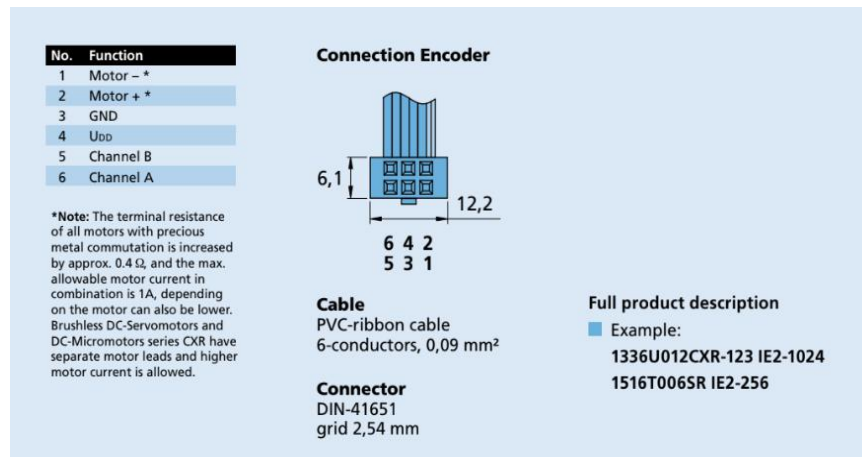 No. Function
1 Motor – *
2 Motor + *
3 GND
4 UDD
5 Channel B
6 Channel A
*Note: The terminal resistance
of all motors with precious
metal commutation is increased
by approx. 0.4 Ω, and the max.
allowable motor current in
combination is 1A, depending
on the motor can also be lower.
Brushless DC-Servomotors and
DC-Micromotors series CXR have
separate motor leads and higher
motor current is allowed.
Connection Encoder
6,1
12,2
6 4 2
5 3 1
Cable
PVC-ribbon cable
6-conductors, 0,09 mm²
Connector
DIN-41651
grid 2,54 mm
Full product description
Example:
1336U012CXR-123 IE2-1024
1516T006SR IE2-256